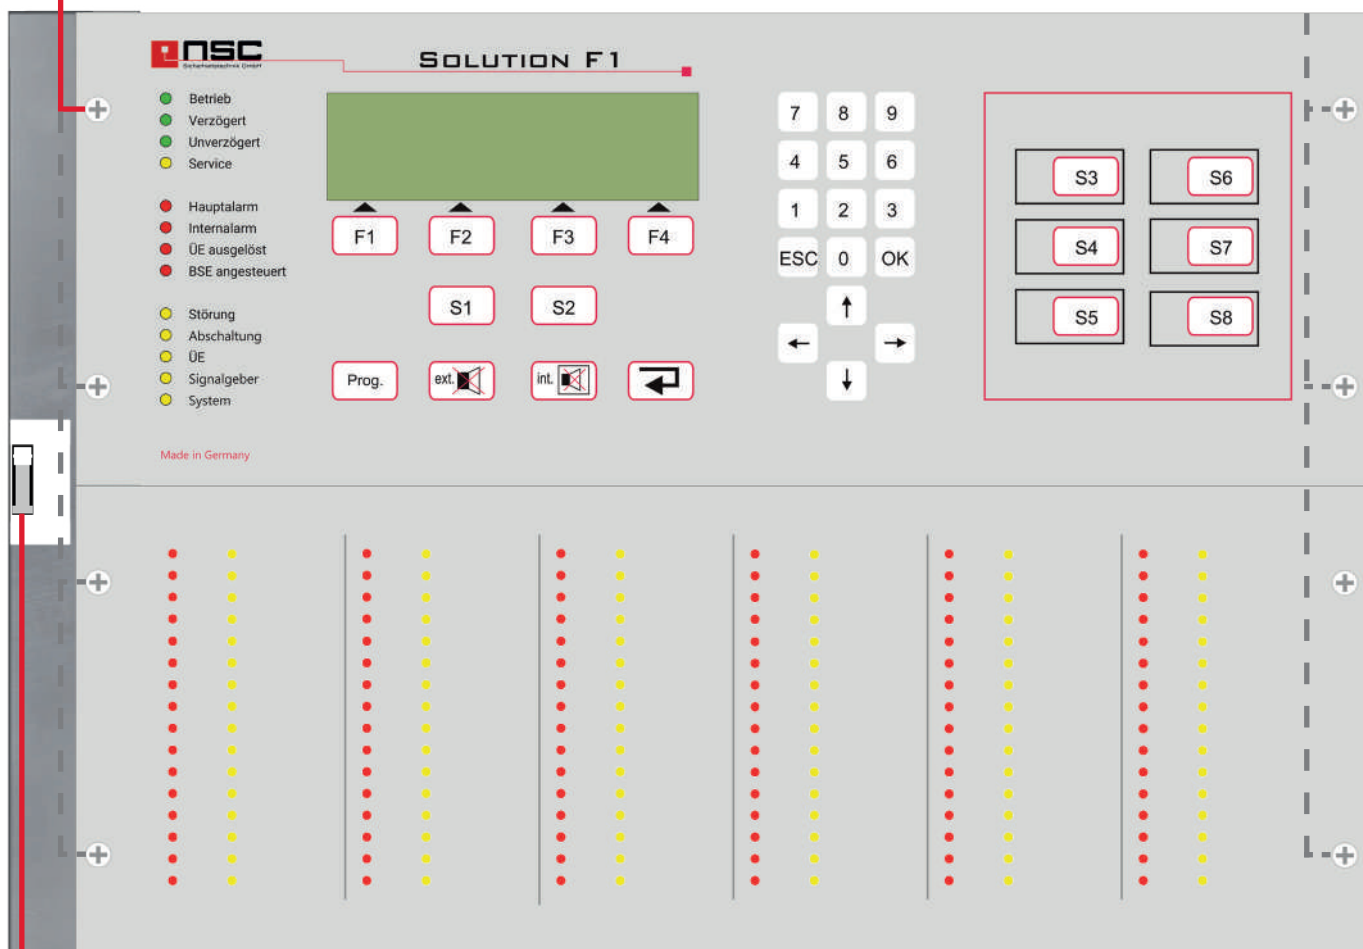 nsc
Sicherheitstechnik GmbH
SOLUTION F1
Betrieb
Verzögert
Unverzögert
Service
Hauptalarm
Internalarm
ÜE ausgelöst
BSE angesteuert
Störung
Abschaltung
ÜE
Signalgeber
System
Made in Germany
F1 F2 F3 F4
S1 S2
Prog. ext. int.
7 8 9
4 5 6
1 2 3
ESC 0 OK
↑
← →
↓
S3 S6
S4 S7
S5 S8